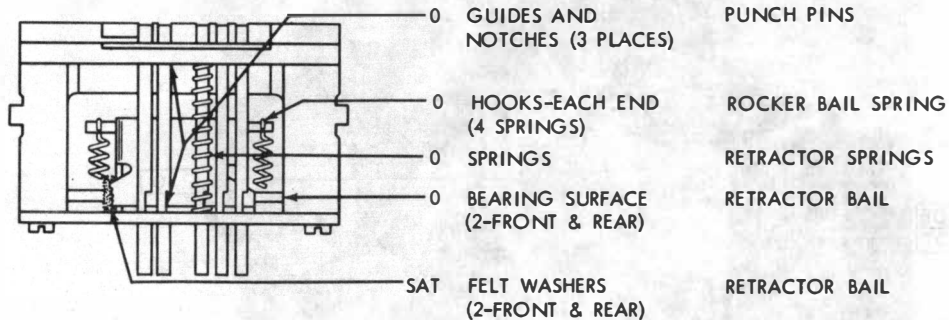 0 GUIDES AND PUNCH PINS
NOTCHES (3 PLACES)
0 HOOKS-EACH END ROCKER BAIL SPRING
(4 SPRINGS)
0 SPRINGS RETRACTOR SPRINGS
0 BEARING SURFACE RETRACTOR BAIL
(2-FRONT & REAR)
SAT FELT WASHERS RETRACTOR BAIL
(2-FRONT & REAR)